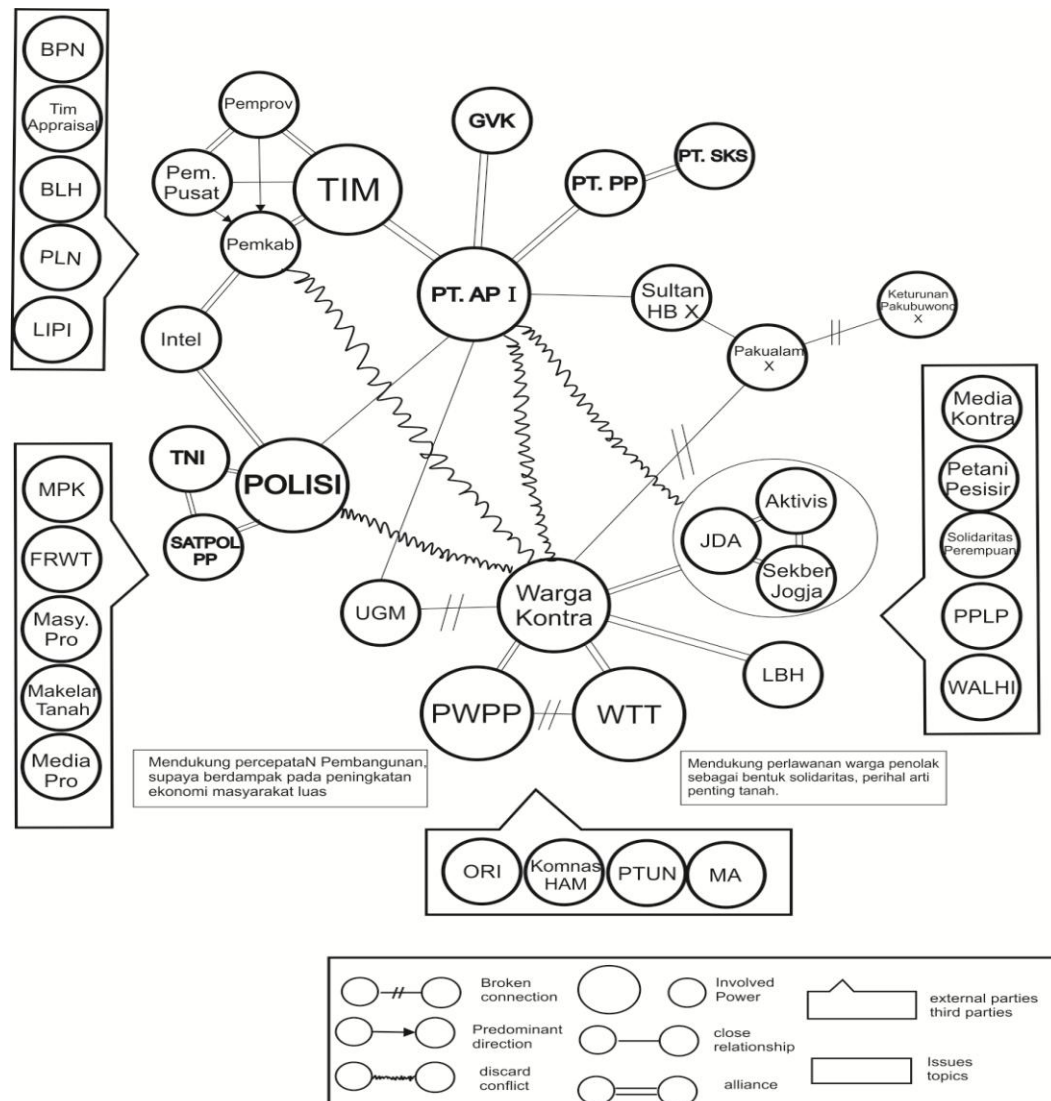 BPN
Tim
Appraisal
BLH
PLN
LIPI
Pemprov
Pem.
Pusat
TIM
Pemkab
Intel
GVK
PT. PP
PT. SKS
PT. AP I
Sultan
HB X
Pakualam
X
Keturunan
Pakubuwono
X
MPK
FRWT
Masy.
Pro
Makelar
Tanah
Media
Pro
TNI
POLISI
SATPOL
PP
UGM
Warga
Kontra
JDA
Aktivis
Sekber
Jogja
LBH
PWPP
WTT
Media
Kontra
Petani
Pesisir
Solidaritas
Perempuan
PPLP
WALHI
Mendukung percepataN Pembangunan,
supaya berdampak pada peningkatan
ekonomi masyarakat luas
Mendukung perlawanan warga penolak
sebagai bentuk solidaritas, perihal arti
penting tanah.
ORI
Komnas
HAM
PTUN
MA
Broken
connection
Predominant
direction
discard
conflict
Involved
Power
close
relationship
alliance
external parties
third parties
Issues
topics